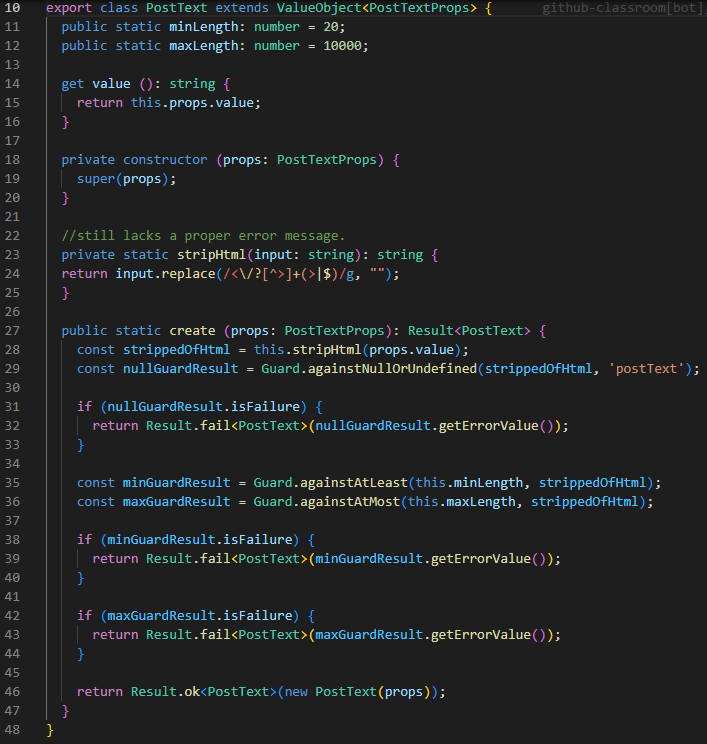 10 export class PostText extends ValueObject<PostTextProps> { github-classroom[bot]
11 public static minLength: number = 20;
12 public static maxLength: number = 10000;
13
14 get value (): string {
15 return this.props.value;
16 }
17
18 private constructor (props: PostTextProps) {
19 super(props);
20 }
21
22 //still lacks a proper error message.
23 private static stripHtml(input: string): string {
24 return input.replace(/<\/?[^>]+(>|$)/g, "");
25 }
26
27 public static create (props: PostTextProps): Result<PostText> {
28 const strippedOfHtml = this.stripHtml(props.value);
29 const nullGuardResult = Guard.againstNullOrUndefined(strippedOfHtml, 'postText');
30
31 if (nullGuardResult.isFailure) {
32 return Result.fail<PostText>(nullGuardResult.getErrorValue());
33 }
34
35 const minGuardResult = Guard.againstAtLeast(this.minLength, strippedOfHtml);
36 const maxGuardResult = Guard.againstAtMost(this.maxLength, strippedOfHtml);
37
38 if (minGuardResult.isFailure) {
39 return Result.fail<PostText>(minGuardResult.getErrorValue());
40 }
41
42 if (maxGuardResult.isFailure) {
43 return Result.fail<PostText>(maxGuardResult.getErrorValue());
44 }
45
46 return Result.ok<PostText>(new PostText(props));
47 }
48 }